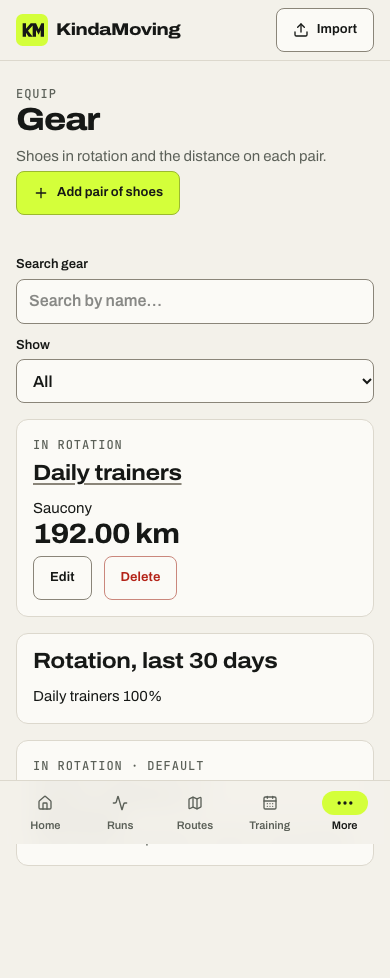 KM KindaMoving
Import
EQUIP
Gear
Shoes in rotation and the distance on each pair.
Add pair of shoes
Search gear
Search by name...
Show
All
IN ROTATION
Daily trainers
Saucony
192.00 km
Edit
Delete
Rotation, last 30 days
Daily trainers 100%
IN ROTATION · DEFAULT
Home
Runs
Routes
Training
More